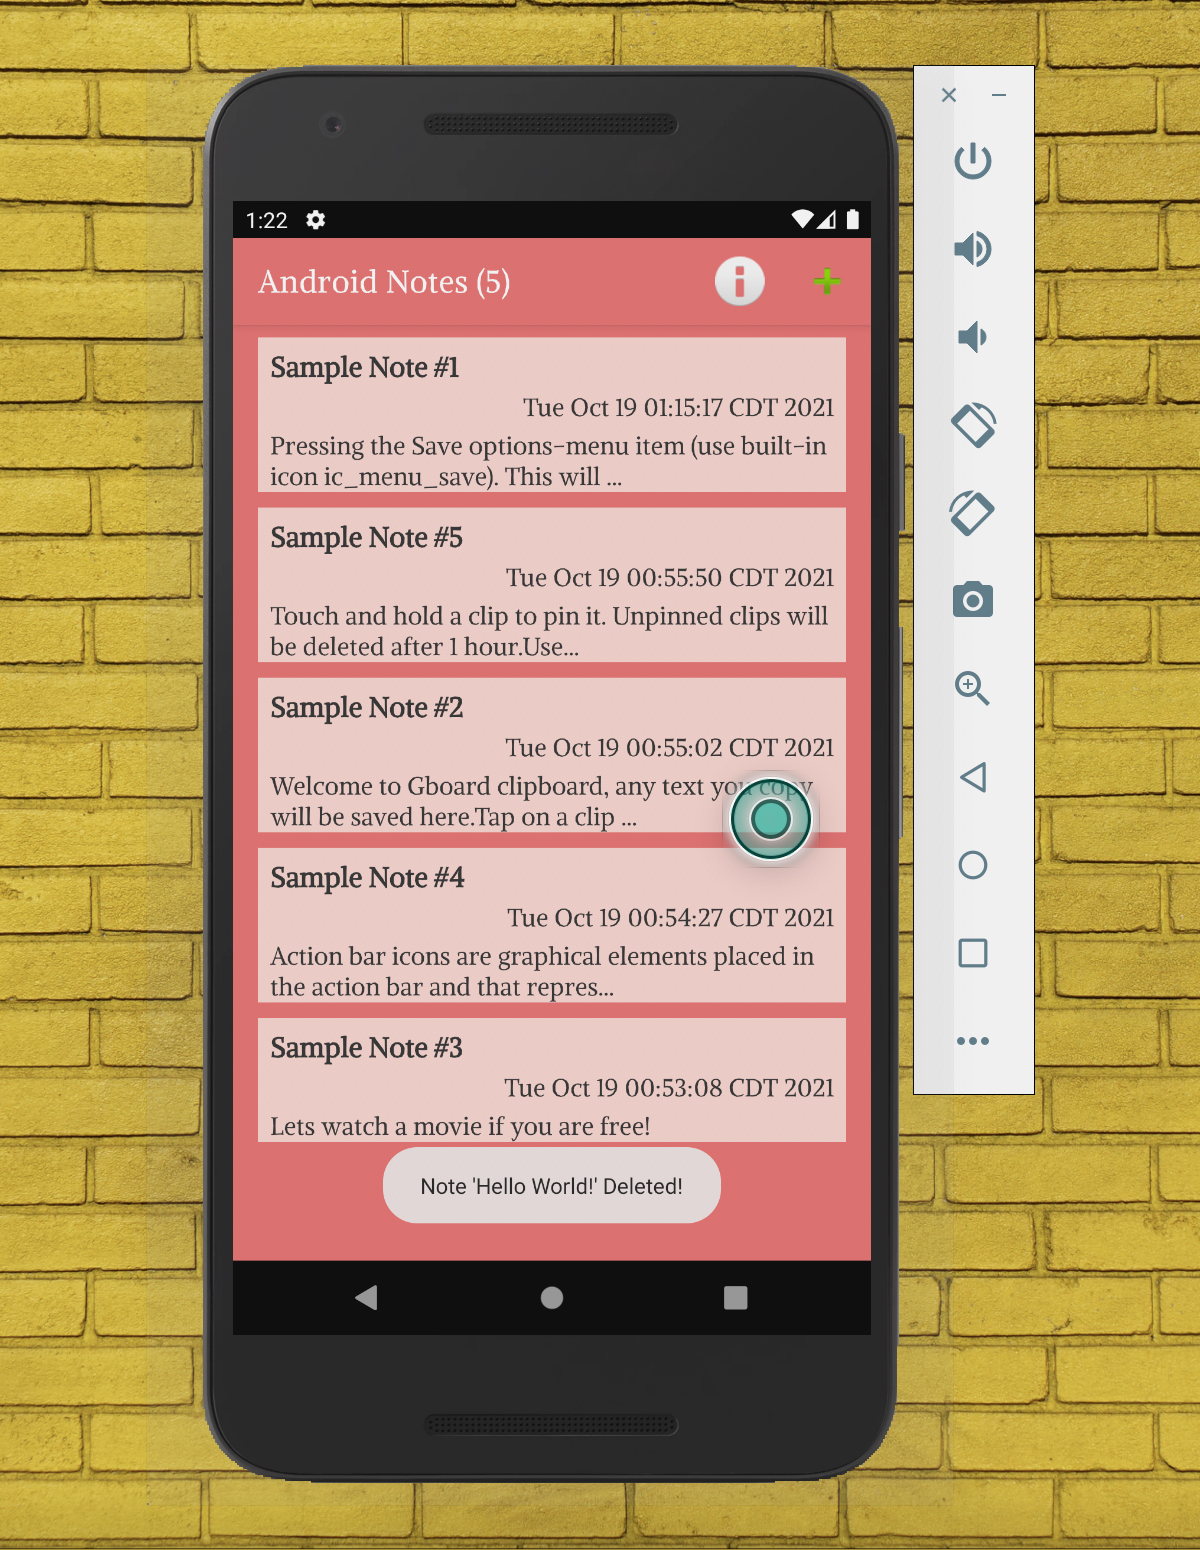 1:22
Android Notes (5)
Sample Note #1
Tue Oct 19 01:15:17 CDT 2021
Pressing the Save options-menu item (use built-in
icon ic_menu_save). This will ...
Sample Note #5
Tue Oct 19 00:55:50 CDT 2021
Touch and hold a clip to pin it. Unpinned clips will
be deleted after 1 hour.Use...
Sample Note #2
Tue Oct 19 00:55:02 CDT 2021
Welcome to Gboard clipboard, any text you copy
will be saved here.Tap on a clip ...
Sample Note #4
Tue Oct 19 00:54:27 CDT 2021
Action bar icons are graphical elements placed in
the action bar and that repres...
Sample Note #3
Tue Oct 19 00:53:08 CDT 2021
Lets watch a movie if you are free!
Note 'Hello World!' Deleted!